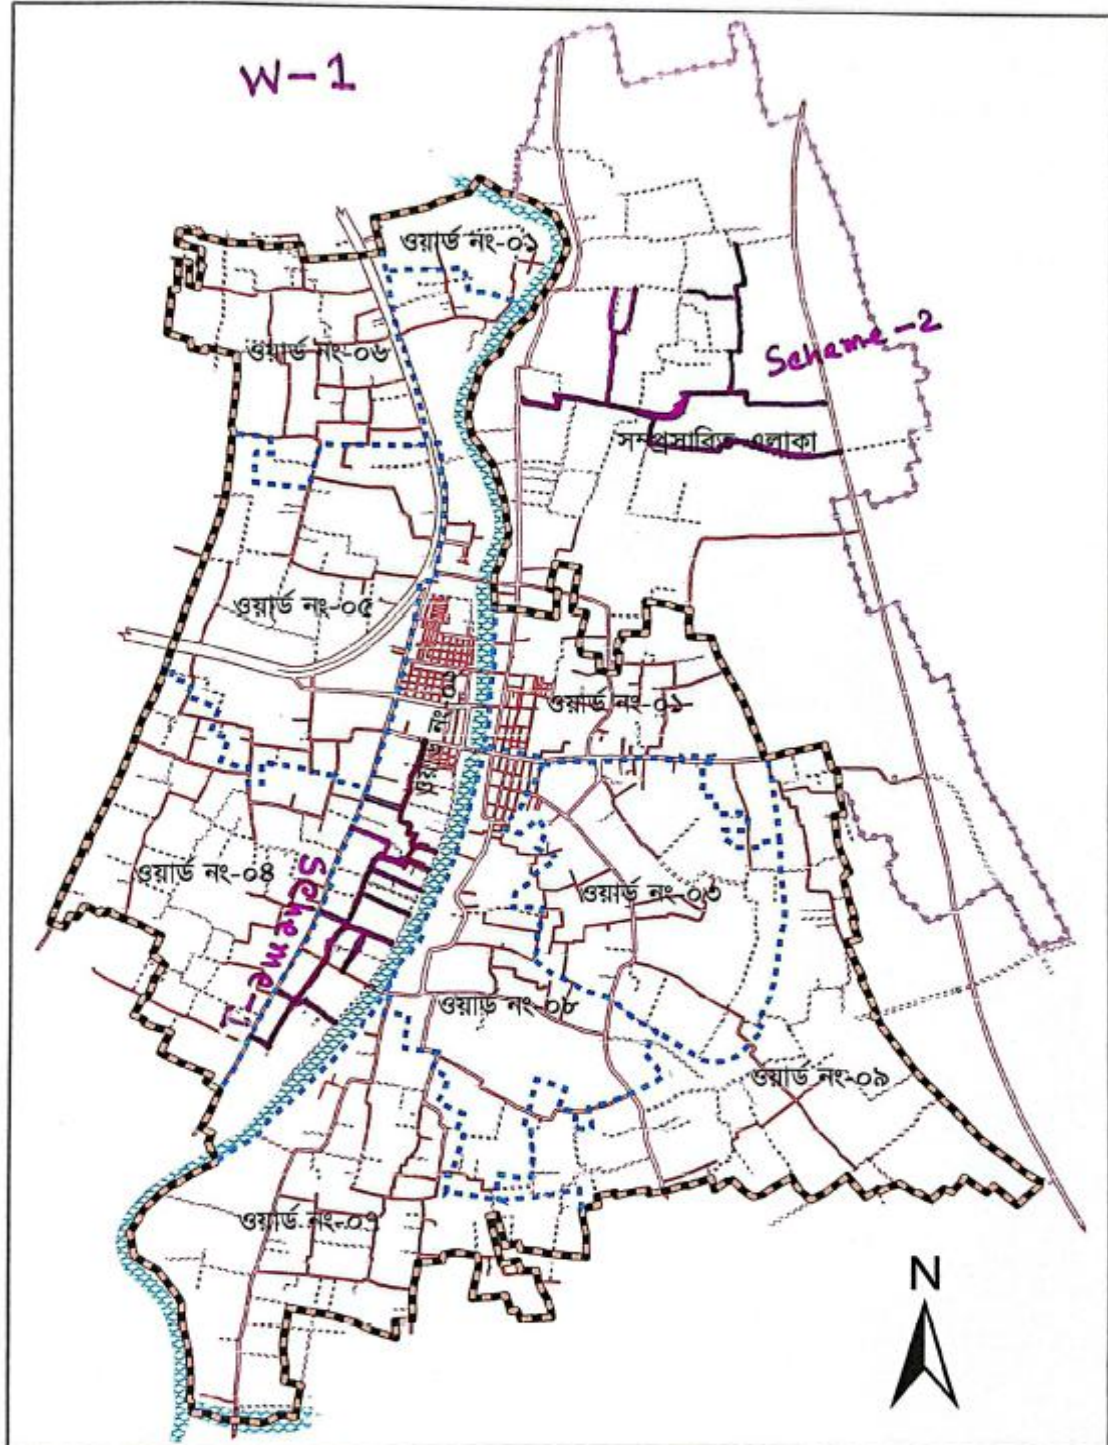 W-1
ওয়ার্ড নং-০১
ওয়ার্ড নং-০৬
Scheme-2
সম্প্রসারিত এলাকা
ওয়ার্ড নং-০৫
ওয়ার্ড নং-০১
ওয়ার্ড নং-০৪
Scheme-1
ওয়ার্ড নং-০৩
ওয়ার্ড নং-০৮
ওয়ার্ড নং-০৯
ওয়ার্ড নং-০৭
N